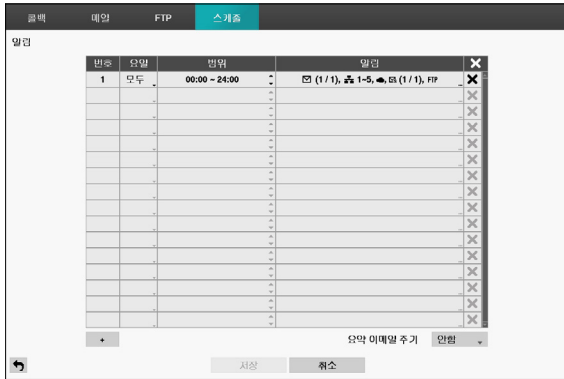 콜백 메일 FTP 스케줄
알림
번호 요일 범위 알림
1 모두 00:00 ~ 24:00 (1 / 1), 1~5, (1 / 1), FTP
+ 요약 이메일 주기 안함
저장 취소